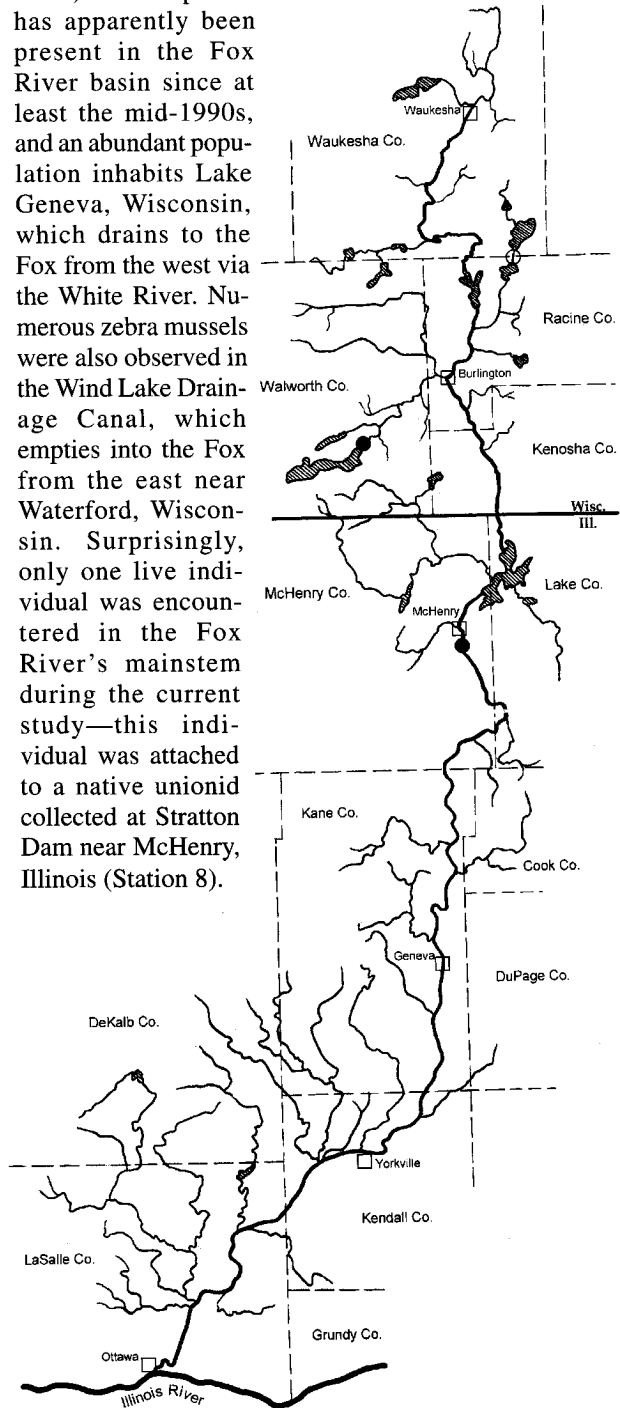 has apparently been
present in the Fox
River basin since at
least the mid-1990s,
and an abundant popu-
lation inhabits Lake
Geneva, Wisconsin,
which drains to the
Fox from the west via
the White River. Nu-
merous zebra mussels
were also observed in
the Wind Lake Drain-
age Canal, which
empties into the Fox
from the east near
Waterford, Wiscon-
sin. Surprisingly,
only one live indi-
vidual was encoun-
tered in the Fox
River's mainstem
during the current
study—this indi-
vidual was attached
to a native unionid
collected at Stratton
Dam near McHenry,
Illinois (Station 8).
Waukesha
Waukesha Co.
Racine Co.
Burlington
Walworth Co.
Kenosha Co.
Wisc.
Ill.
McHenry Co.
Lake Co.
McHenry
Kane Co.
Cook Co.
Geneva
DuPage Co.
DeKalb Co.
Yorkville
Kendall Co.
LaSalle Co.
Grundy Co.
Ottawa
Illinois River